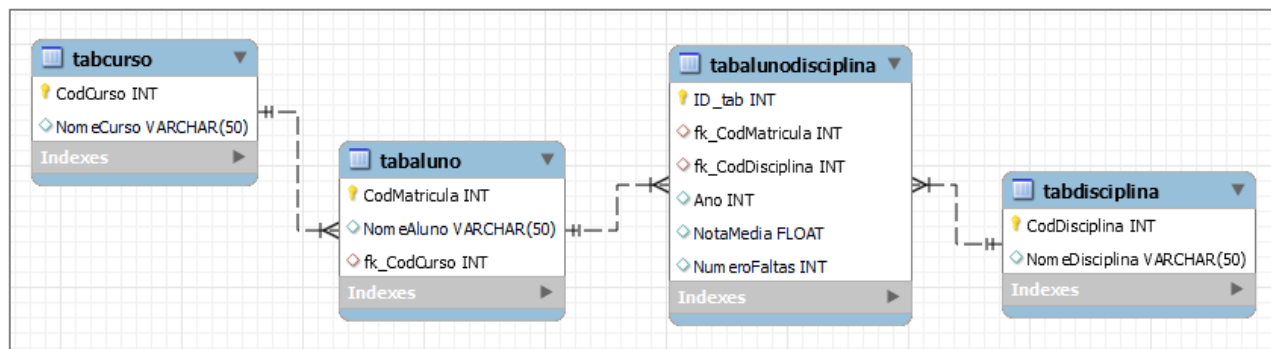 tabcurso
CodCurso INT
NomeCurso VARCHAR(50)
Indexes
tabaluno
CodMatricula INT
NomeAluno VARCHAR(50)
fk_CodCurso INT
Indexes
tabalunodisciplina
ID_tab INT
fk_CodMatricula INT
fk_CodDisciplina INT
Ano INT
NotaMedia FLOAT
NumeroFaltas INT
Indexes
tabdisciplina
CodDisciplina INT
NomeDisciplina VARCHAR(50)
Indexes